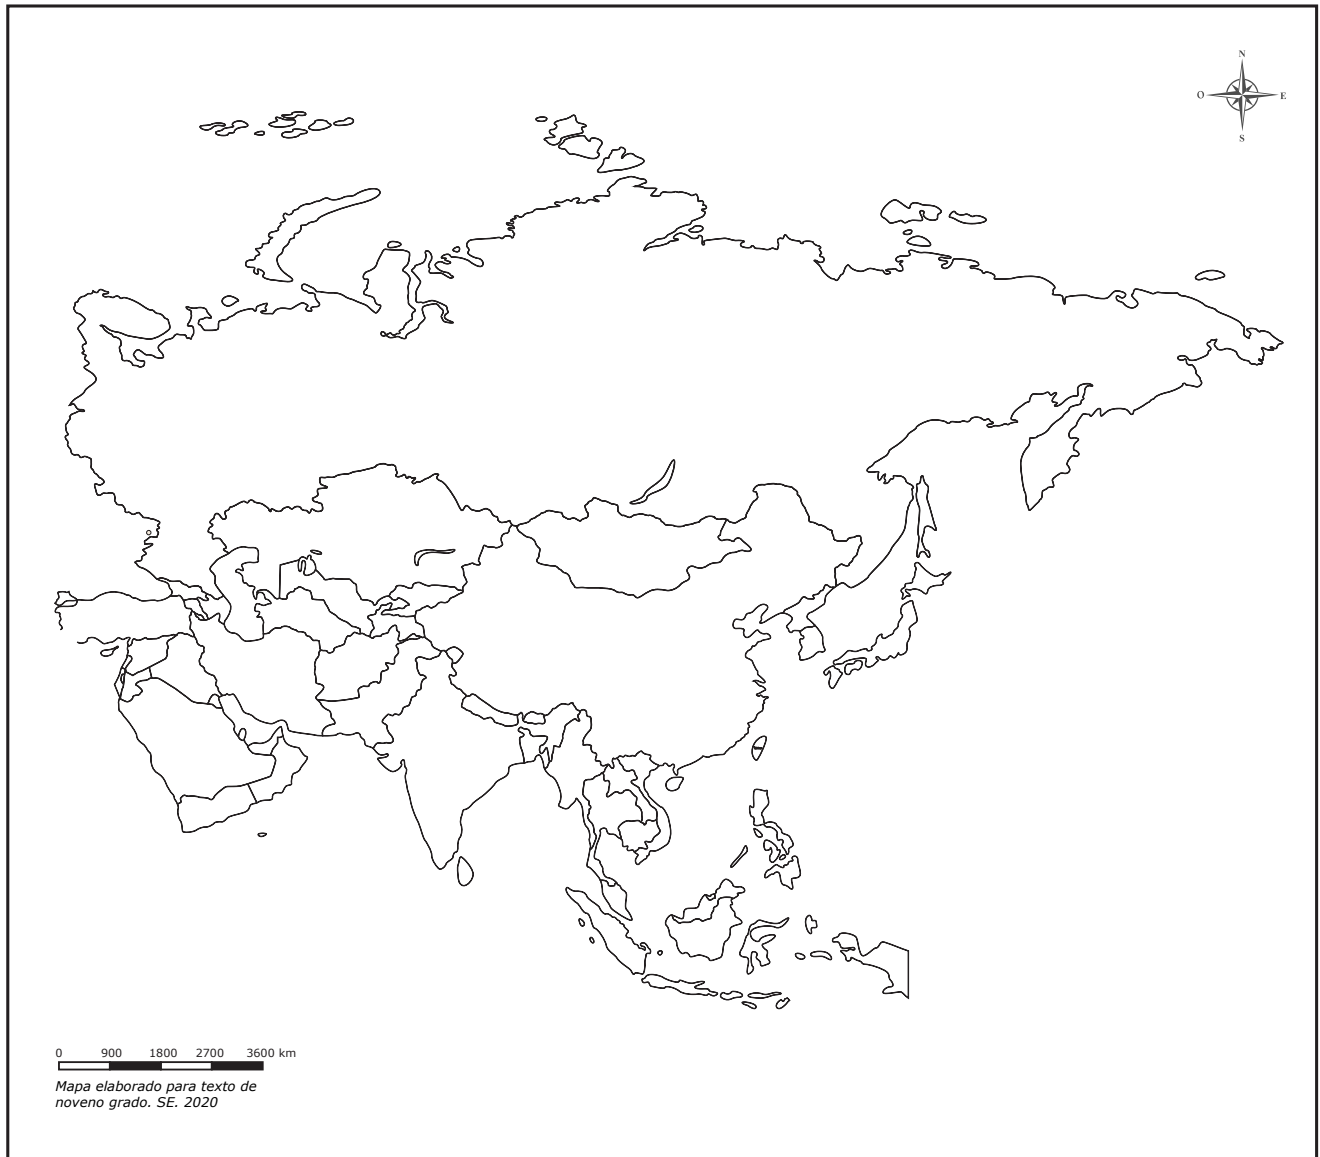 N
O E
S
0 900 1800 2700 3600 km
Mapa elaborado para texto de
noveno grado. SE. 2020